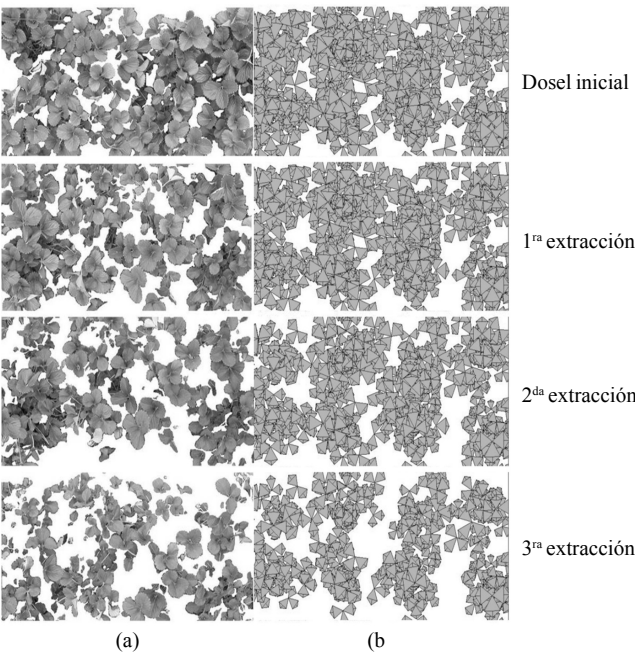 Dosel inicial
1ra extracción
2da extracción
3ra extracción
(a)
(b)